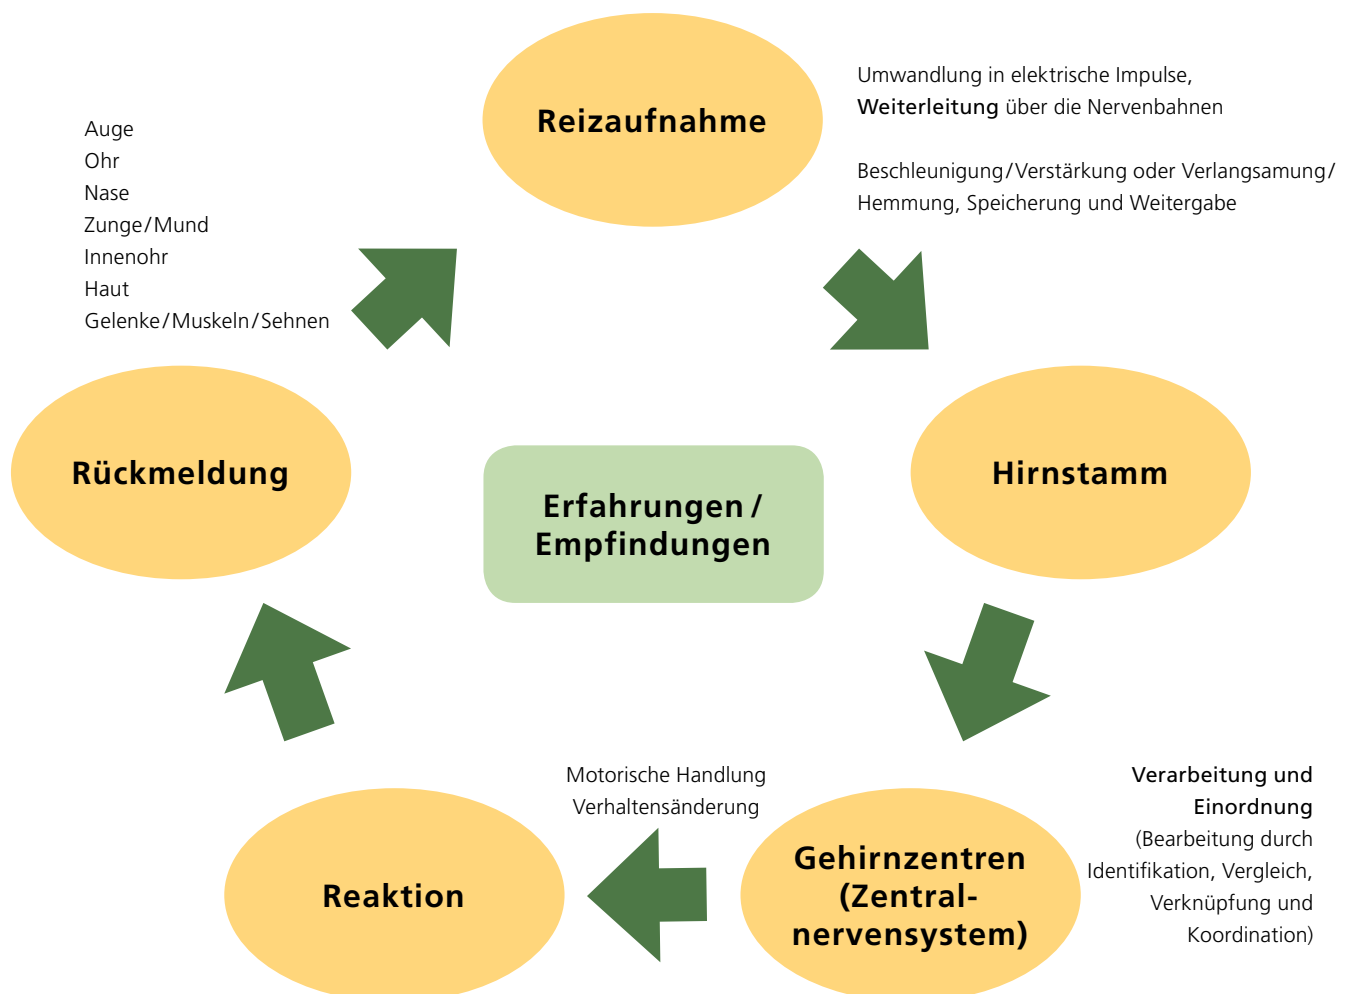 Reizaufnahme
Umwandlung in elektrische Impulse,
Weiterleitung über die Nervenbahnen
Beschleunigung/Verstärkung oder Verlangsamung/
Hemmung, Speicherung und Weitergabe
Auge
Ohr
Nase
Zunge/Mund
Innenohr
Haut
Gelenke/Muskeln/Sehnen
Rückmeldung
Erfahrungen /
Empfindungen
Hirnstamm
Motorische Handlung
Verhaltensänderung
Verarbeitung und
Einordnung
(Bearbeitung durch
Identifikation, Vergleich,
Verknüpfung und
Koordination)
Reaktion
Gehirnzentren
(Zentral-
nervensystem)